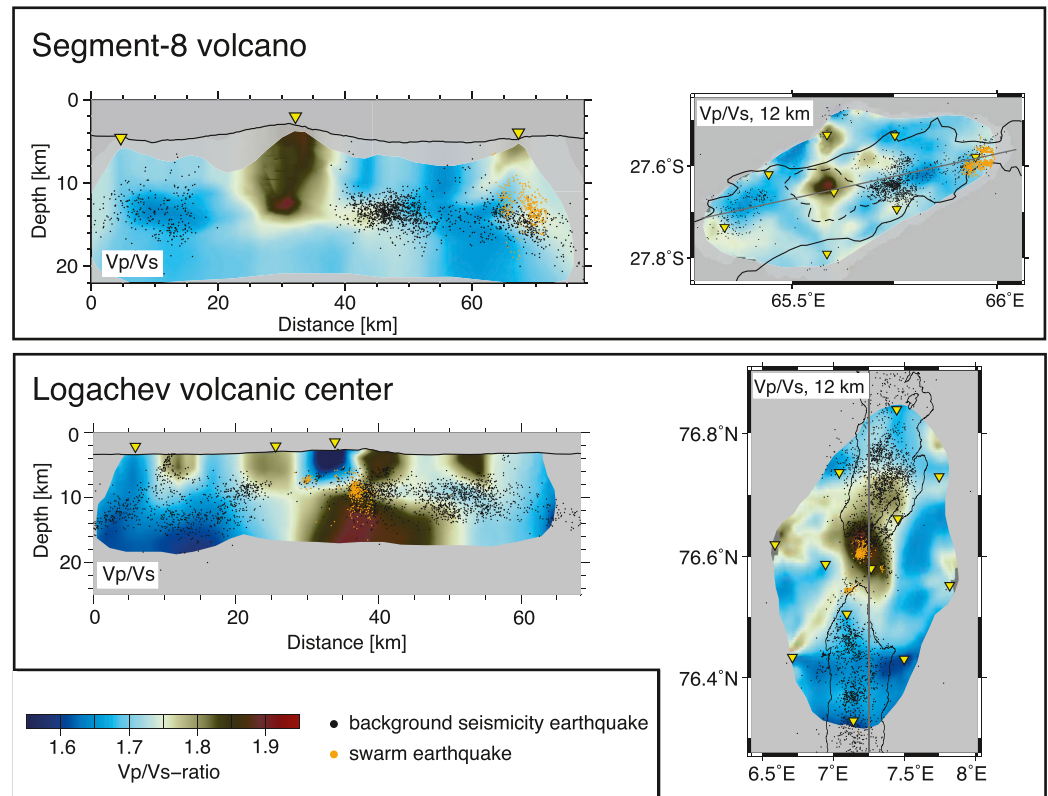 Segment-8 volcano
0
10
20
Depth [km]
Vp/Vs
0
20
40
60
Distance [km]
Vp/Vs, 12 km
27.6˚S
27.8˚S
65.5˚E
66˚E
Logachev volcanic center
0
10
20
Depth [km]
Vp/Vs
0
20
40
60
Distance [km]
Vp/Vs, 12 km
76.8˚N
76.6˚N
76.4˚N
6.5˚E
7˚E
7.5˚E
8˚E
1.6
1.7
1.8
1.9
Vp/Vs−ratio
background seismicity earthquake
swarm earthquake